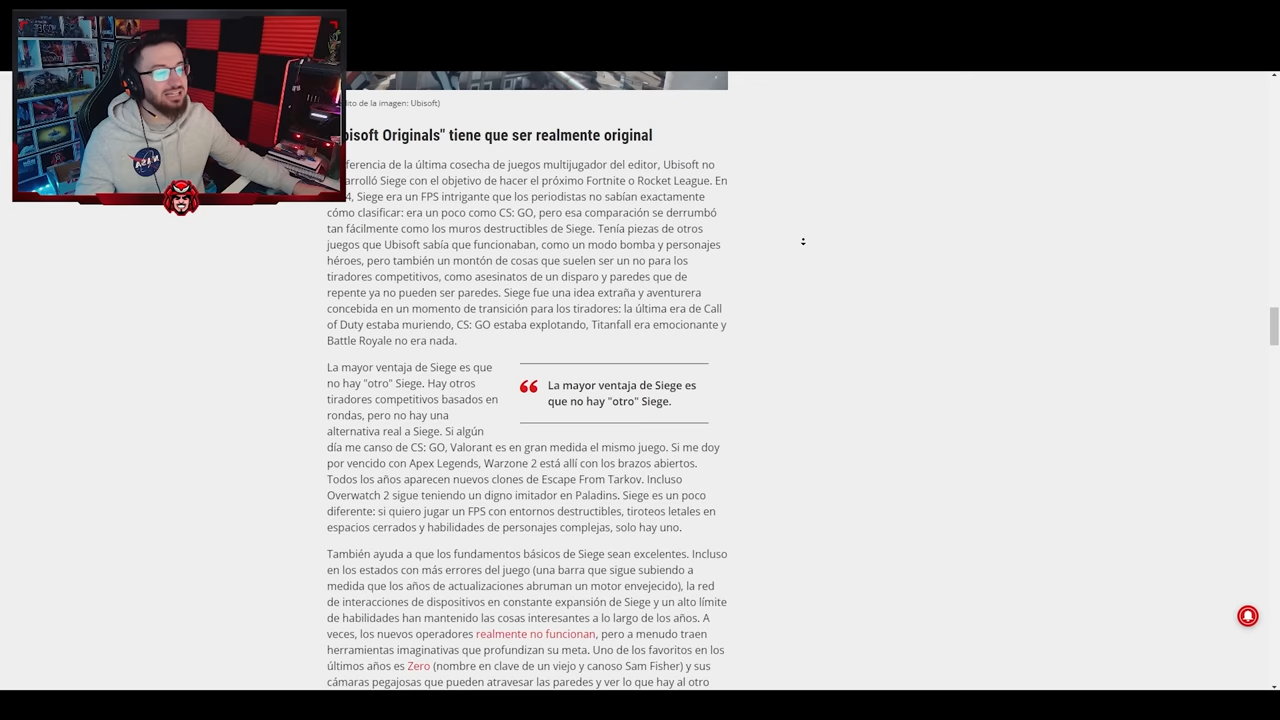 dito de la imagen: Ubisoft)
bisoft Originals" tiene que ser realmente original
ferencia de la última cosecha de juegos multijugador del editor, Ubisoft no
arrolló Siege con el objetivo de hacer el próximo Fortnite o Rocket League. En
4, Siege era un FPS intrigante que los periodistas no sabían exactamente
cómo clasificar: era un poco como CS: GO, pero esa comparación se derrumbó
tan fácilmente como los muros destructibles de Siege. Tenía piezas de otros
juegos que Ubisoft sabía que funcionaban, como un modo bomba y personajes
héroes, pero también un montón de cosas que suelen ser un no para los
tiradores competitivos, como asesinatos de un disparo y paredes que de
repente ya no pueden ser paredes. Siege fue una idea extraña y aventurera
concebida en un momento de transición para los tiradores: la última era de Call
of Duty estaba muriendo, CS: GO estaba explotando, Titanfall era emocionante y
Battle Royale no era nada.
La mayor ventaja de Siege es que
no hay "otro" Siege. Hay otros
tiradores competitivos basados en
rondas, pero no hay una
alternativa real a Siege. Si algún
La mayor ventaja de Siege es
que no hay "otro" Siege.
día me canso de CS: GO, Valorant es en gran medida el mismo juego. Si me doy
por vencido con Apex Legends, Warzone 2 está allí con los brazos abiertos.
Todos los años aparecen nuevos clones de Escape From Tarkov. Incluso
Overwatch 2 sigue teniendo un digno imitador en Paladins. Siege es un poco
diferente: si quiero jugar un FPS con entornos destructibles, tiroteos letales en
espacios cerrados y habilidades de personajes complejas, solo hay uno.
También ayuda a que los fundamentos básicos de Siege sean excelentes. Incluso
en los estados con más errores del juego (una barra que sigue subiendo a
medida que los años de actualizaciones abruman un motor envejecido), la red
de interacciones de dispositivos en constante expansión de Siege y un alto límite
de habilidades han mantenido las cosas interesantes a lo largo de los años. A
veces, los nuevos operadores realmente no funcionan, pero a menudo traen
herramientas imaginativas que profundizan su meta. Uno de los favoritos en los
últimos años es Zero (nombre en clave de un viejo y canoso Sam Fisher) y sus
cámaras pegajosas que pueden atravesar las paredes y ver lo que hay al otro